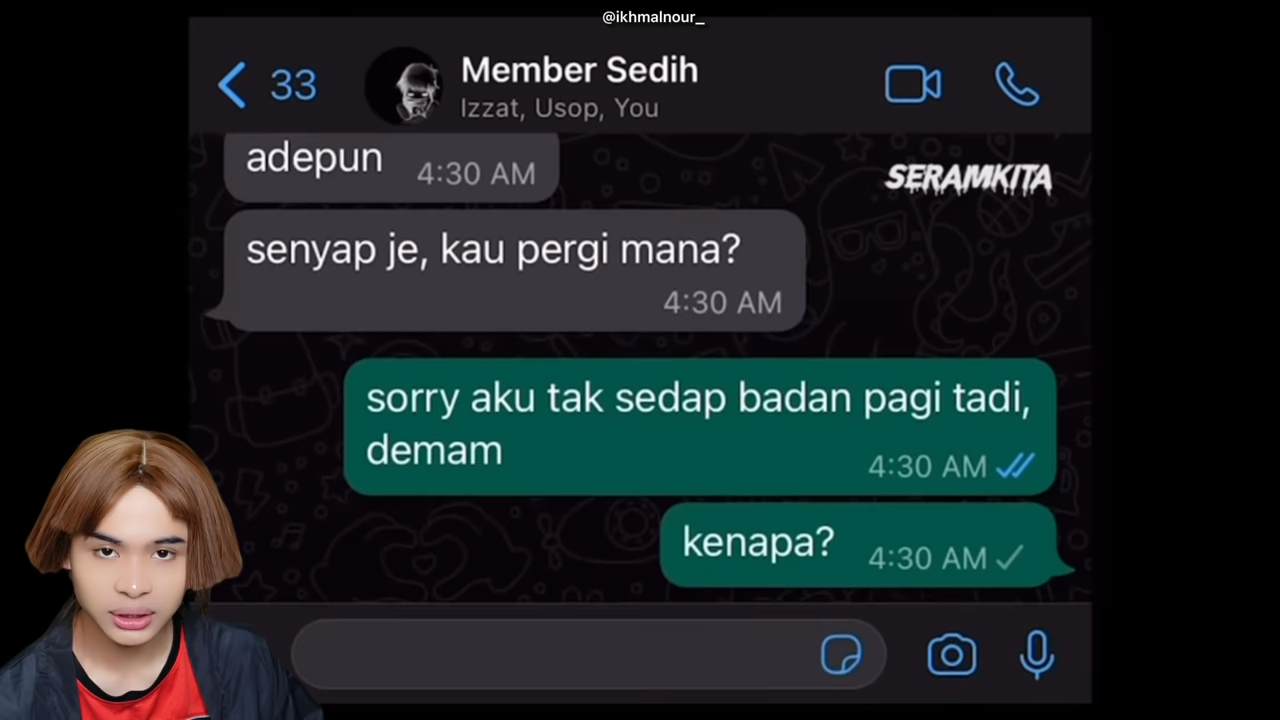 @ikhmalnour_
33
Member Sedih
Izzat, Usop, You
adepun
4:30 AM
SERAMKITA
senyap je, kau pergi mana?
4:30 AM
sorry aku tak sedap badan pagi tadi,
demam
4:30 AM
kenapa?
4:30 AM